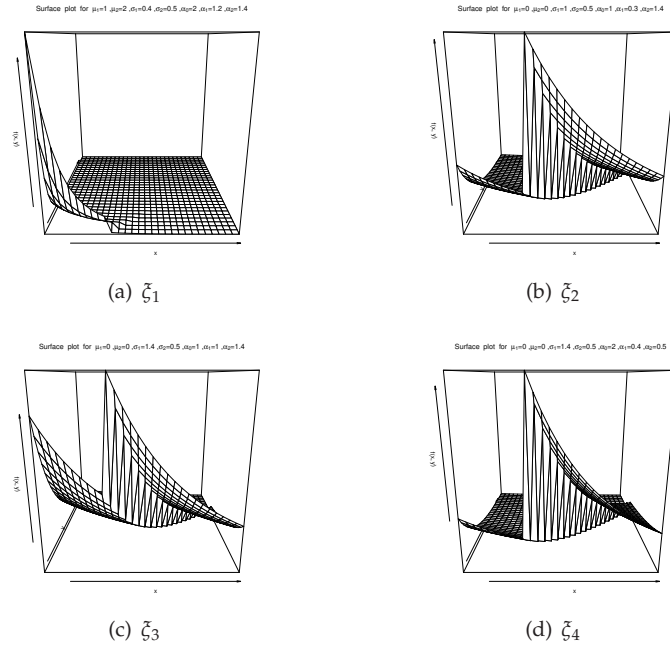 Surface plot for μ₁=1 ,μ₂=2 ,σ₁=0.4 ,σ₂=0.5 ,α₀=2 ,α₁=1.2 ,α₂=1.4
x
(a) ξ₁
Surface plot for μ₁=0 ,μ₂=0 ,σ₁=1 ,σ₂=0.5 ,α₀=1 ,α₁=0.3 ,α₂=1.4
x
(b) ξ₂
Surface plot for μ₁=0 ,μ₂=0 ,σ₁=1.4 ,σ₂=0.5 ,α₀=1 ,α₁=1 ,α₂=1.4
x
(c) ξ₃
Surface plot for μ₁=0 ,μ₂=0 ,σ₁=1.4 ,σ₂=0.5 ,α₀=2 ,α₁=0.4 ,α₂=0.5
x
(d) ξ₄